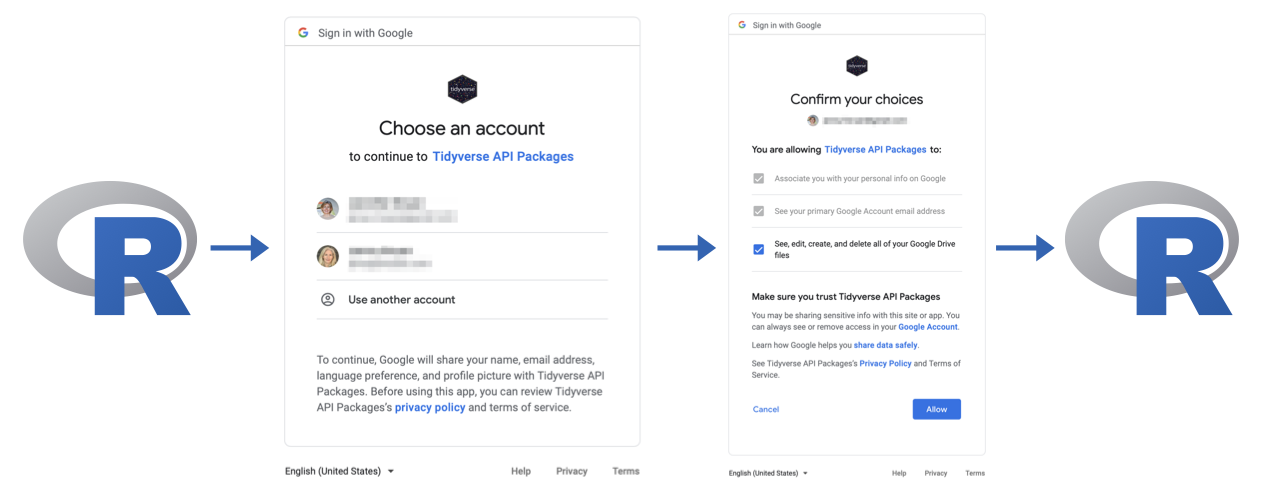 R
Sign in with Google
tidyverse
Choose an account
to continue to Tidyverse API Packages
Use another account
To continue, Google will share your name, email address,
language preference, and profile picture with Tidyverse API
Packages. Before using this app, you can review Tidyverse
API Packages's privacy policy and terms of service.
English (United States)
Help Privacy Terms
Sign in with Google
tidyverse
Confirm your choices
You are allowing Tidyverse API Packages to:
Associate you with your personal info on Google
See your primary Google Account email address
See, edit, create, and delete all of your Google Drive
files
Make sure you trust Tidyverse API Packages
You may be sharing sensitive info with this site or app. You
can always see or remove access in your Google Account.
Learn how Google helps you share data safely.
See Tidyverse API Packages's Privacy Policy and Terms of
Service.
Cancel
Allow
English (United States)
Help Privacy Terms
R